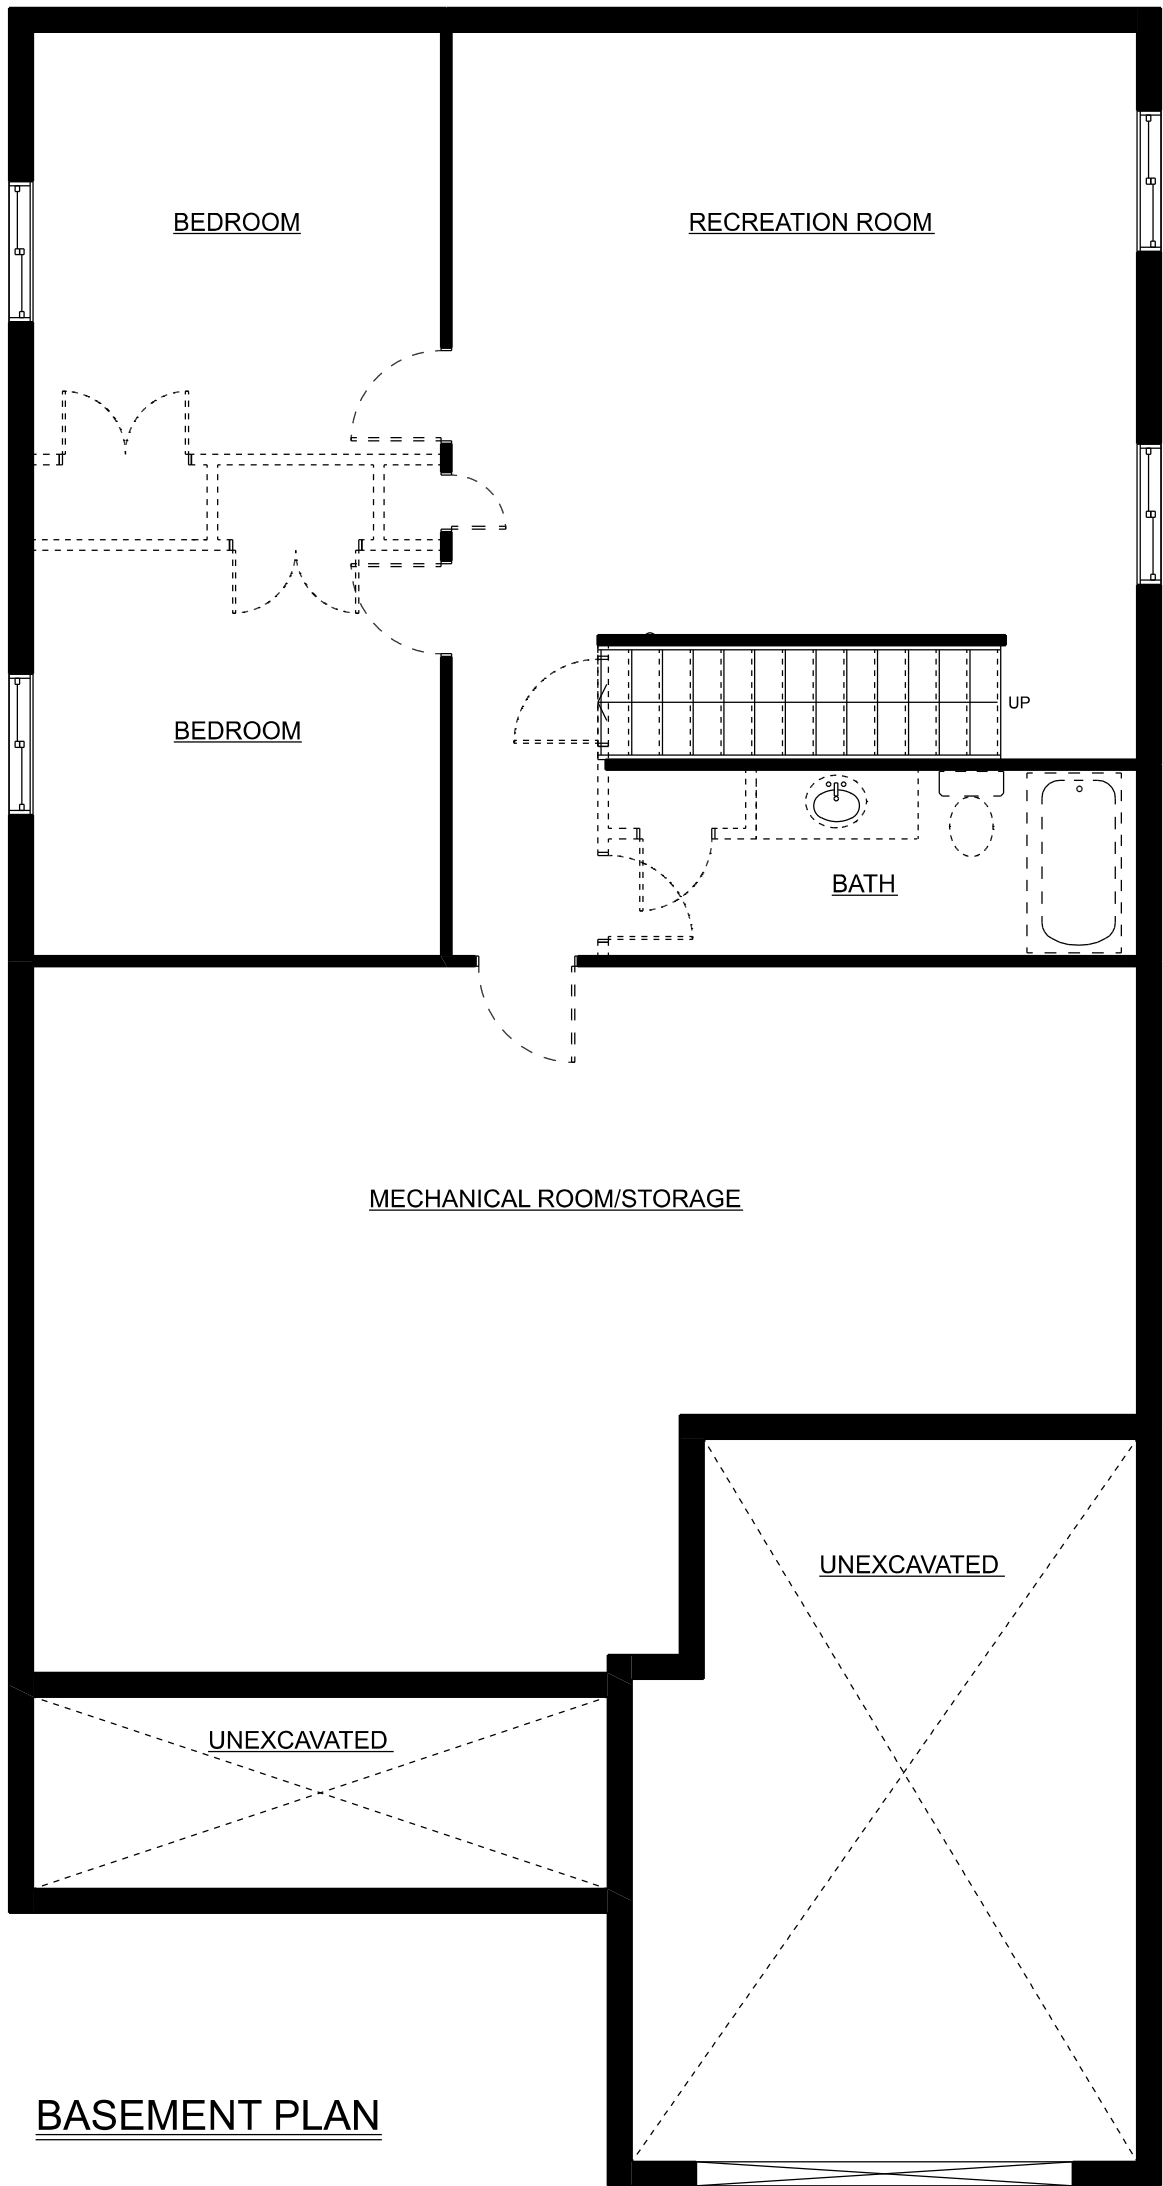 BEDROOM
RECREATION ROOM
UP
BEDROOM
BATH
MECHANICAL ROOM/STORAGE
UNEXCAVATED
UNEXCAVATED
BASEMENT PLAN